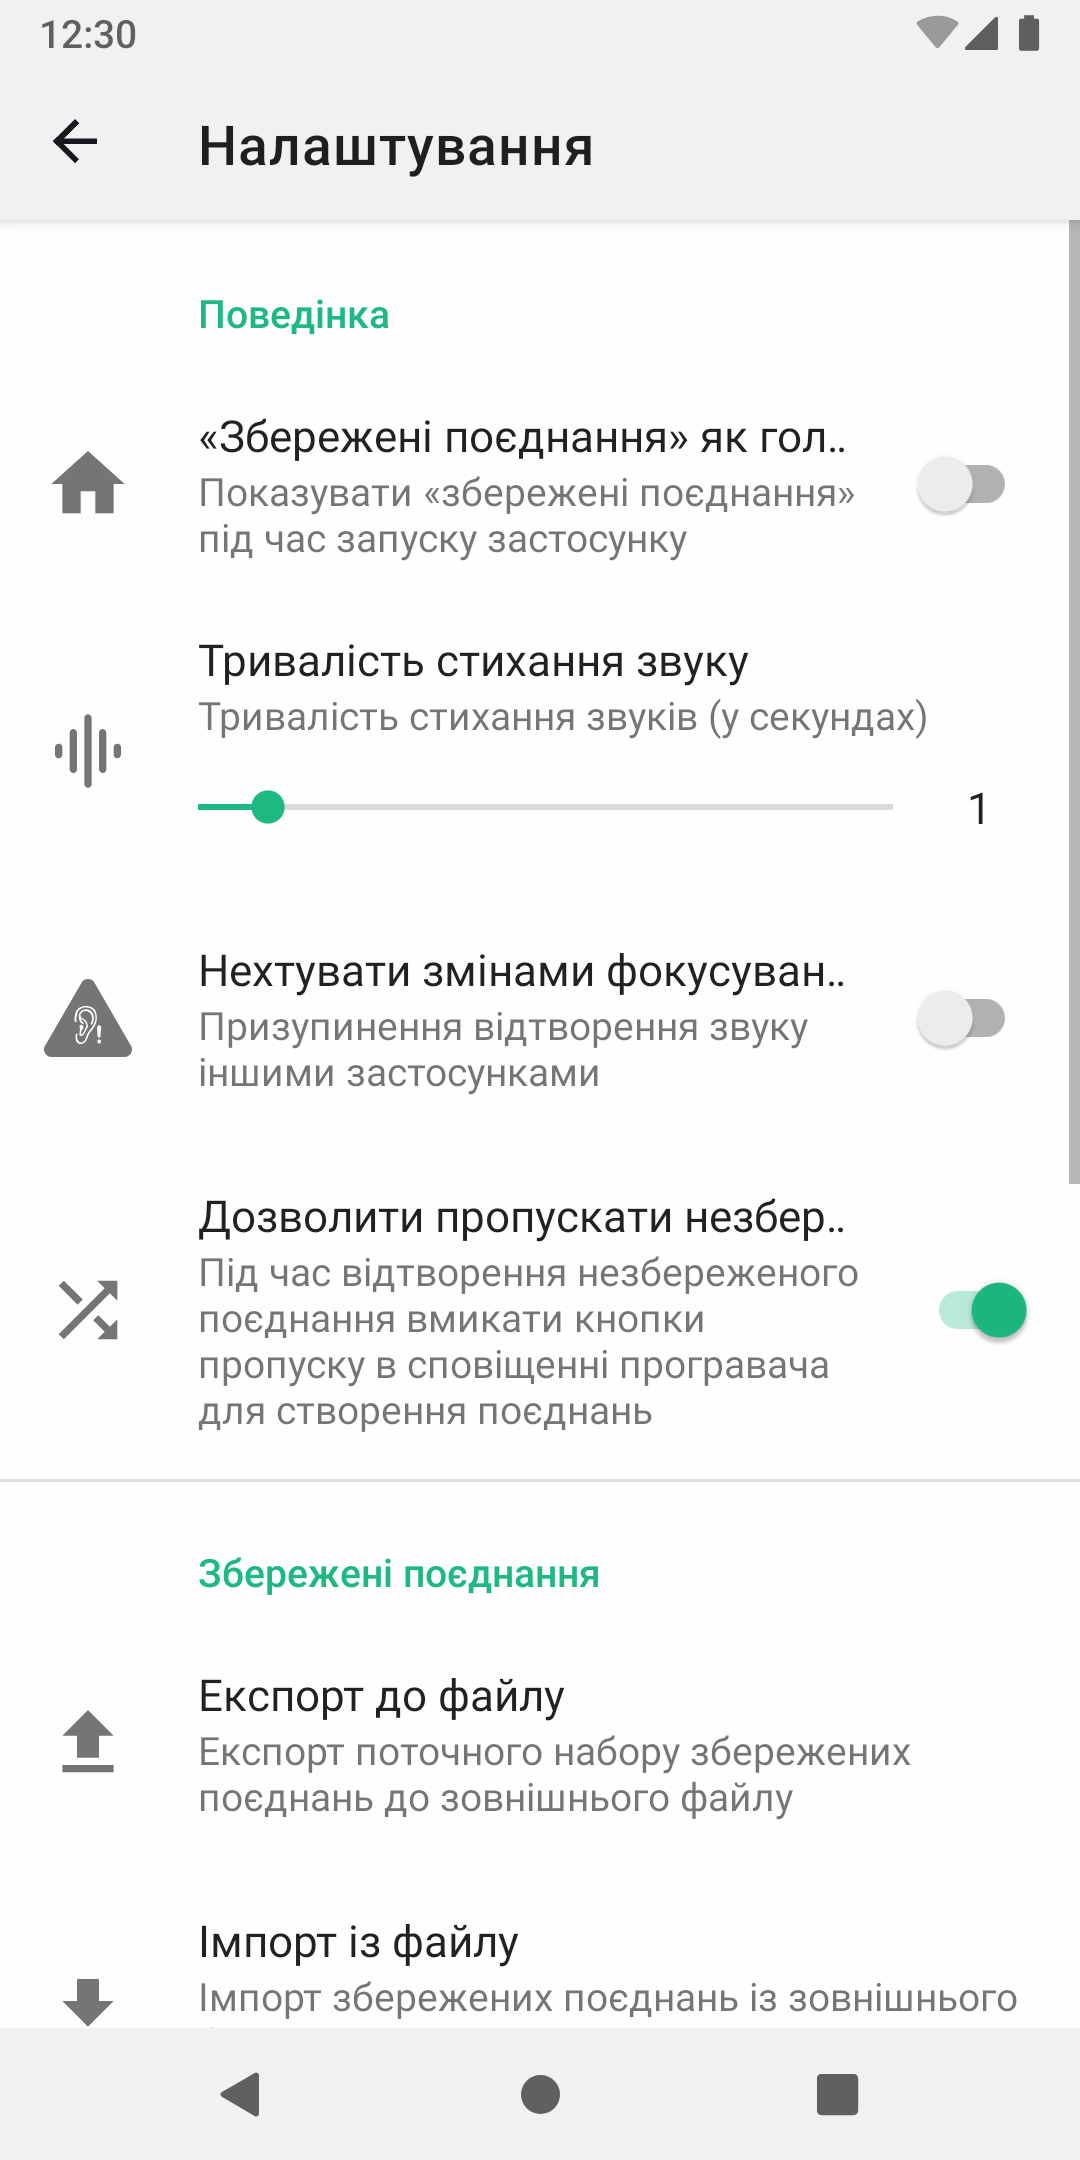 12:30
Налаштування
Поведінка
«Збережені поєднання» як гол..
Показувати «збережені поєднання»
під час запуску застосунку
Тривалість стихання звуку
Тривалість стихання звуків (у секундах)
1
Нехтувати змінами фокусуван..
Призупинення відтворення звуку
іншими застосунками
Дозволити пропускати незбер..
Під час відтворення незбереженого
поєднання вмикати кнопки
пропуску в сповіщенні програвача
для створення поєднань
Збережені поєднання
Експорт до файлу
Експорт поточного набору збережених
поєднань до зовнішнього файлу
Імпорт із файлу
Імпорт збережених поєднань із зовнішнього